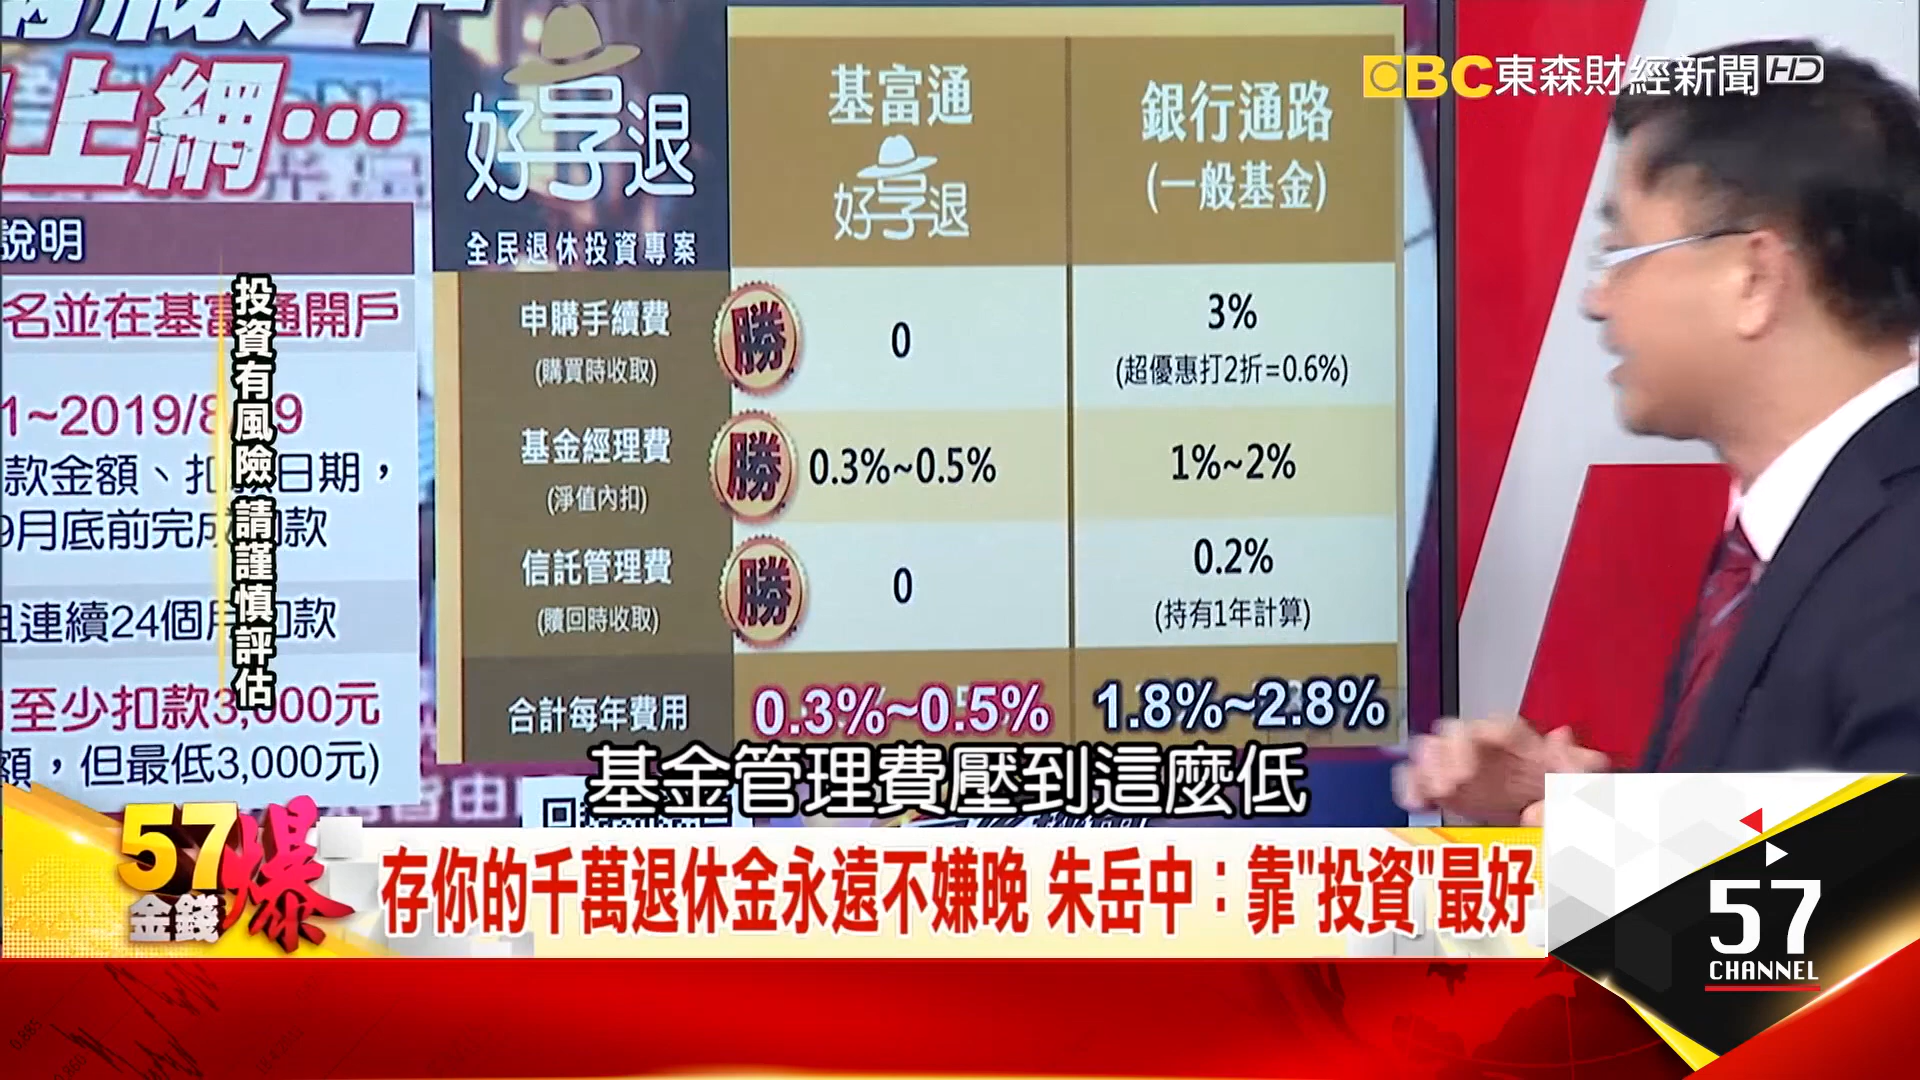 上網…
說明
名並在基富通開戶
1~2019/8 9
款金額、扣 日期，
9月底前完成扣款
且連續24個月扣款
至少扣款3,000元
額，但最低3,000元)
投資有風險 請謹慎評估
好享退
全民退休投資專案
基富通
好享退
銀行通路
(一般基金)
申購手續費
(購買時收取)
勝
0
3%
(超優惠打2折=0.6%)
基金經理費
(淨值內扣)
勝
0.3%~0.5%
1%~2%
信託管理費
(贖回時收取)
勝
0
0.2%
(持有1年計算)
合計每年費用
0.3%~0.5%
1.8%~2.8%
EBC東森財經新聞HD
基金管理費壓到這麼低
57金錢爆
存你的千萬退休金永遠不嫌晚 朱岳中：靠"投資"最好
57
CHANNEL